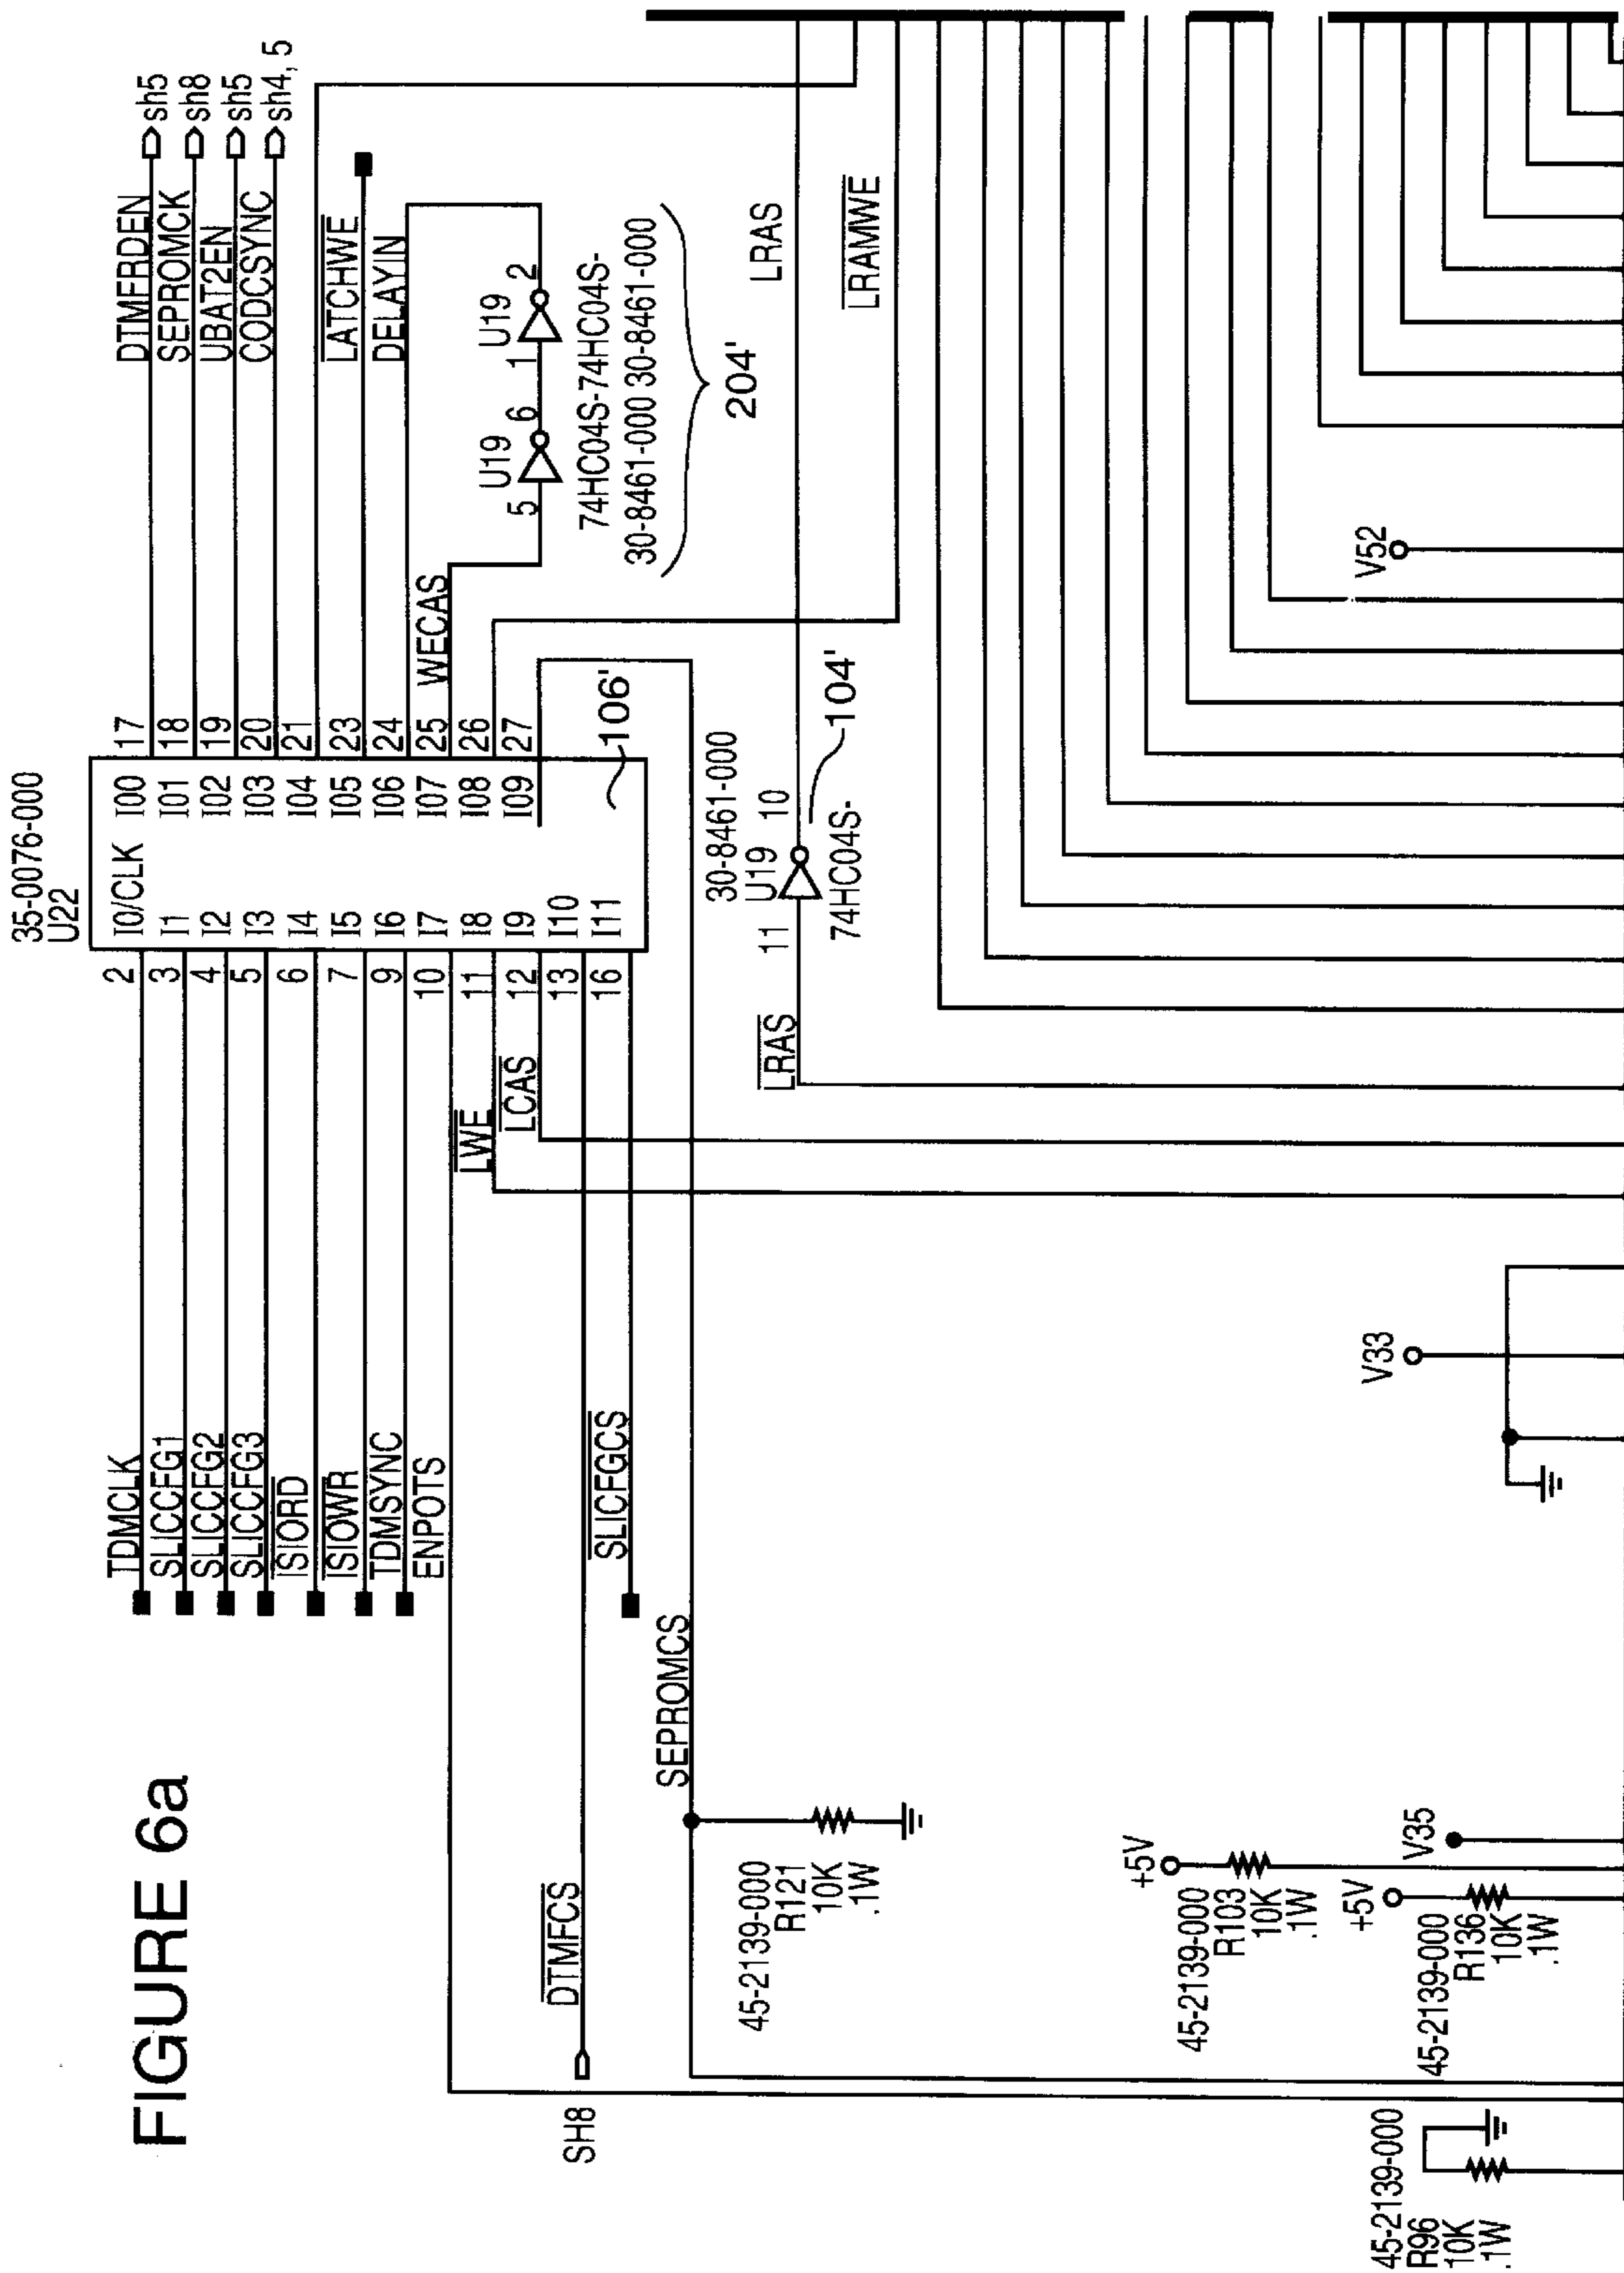 FIGURE 6a
35-0076-000
U22
TDMCLK
2
I0/CLK
I00
17
DTMFRDEN
sh5
SLICCFG1
3
I1
I01
18
SEPROMCK
sh8
SLICCFG2
4
I2
I02
19
UBAT2EN
sh5
SLICCFG3
5
I3
I03
20
CODCSYNC
sh4, 5
ISIORD
6
I4
I04
21
ISIOWR
7
I5
I05
23
LATCHWE
TDMSYNC
9
I6
I06
24
DELAYIN
ENPOTS
10
I7
I07
25
WECAS
LWE
11
I8
I08
26
LCAS
12
I9
I09
27
SH8
DTMFCS
13
I10
SLICFGCS
16
I11
106'
5
U19
6
1
U19
2
74HC04S-74HC04S-
30-8461-000 30-8461-000
204'
SEPROMCS
45-2139-000
R121
10K
.1W
LRAS
11
30-8461-000
U19
10
74HC04S-
104'
LRAS
LRAMWE
+5V
45-2139-000
R103
10K
.1W
+5V
45-2139-000
R136
10K
.1W
V35
V33
V52
45-2139-000
R96
10K
.1W